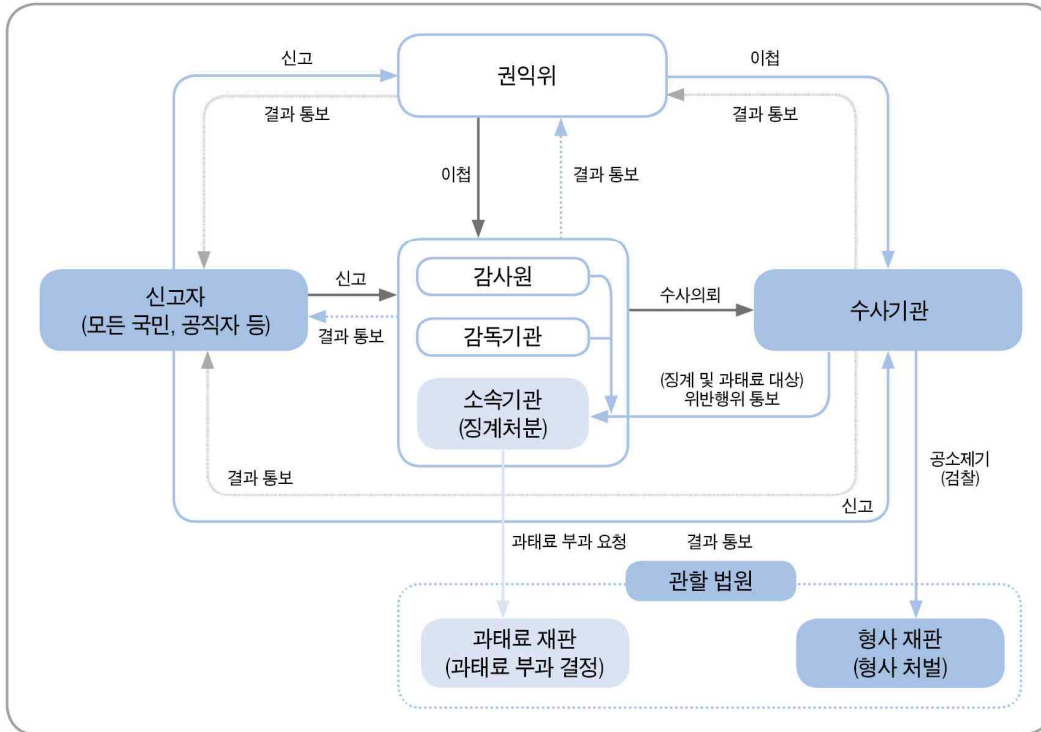 신고
권익위
이첩
결과 통보
결과 통보
이첩
결과 통보
신고자
(모든 국민, 공직자 등)
신고
결과 통보
감사원
감독기관
소속기관
(징계처분)
수사의뢰
수사기관
(징계 및 과태료 대상)
위반행위 통보
결과 통보
신고
공소제기
(검찰)
과태료 부과 요청
결과 통보
관할 법원
과태료 재판
(과태료 부과 결정)
형사 재판
(형사 처벌)